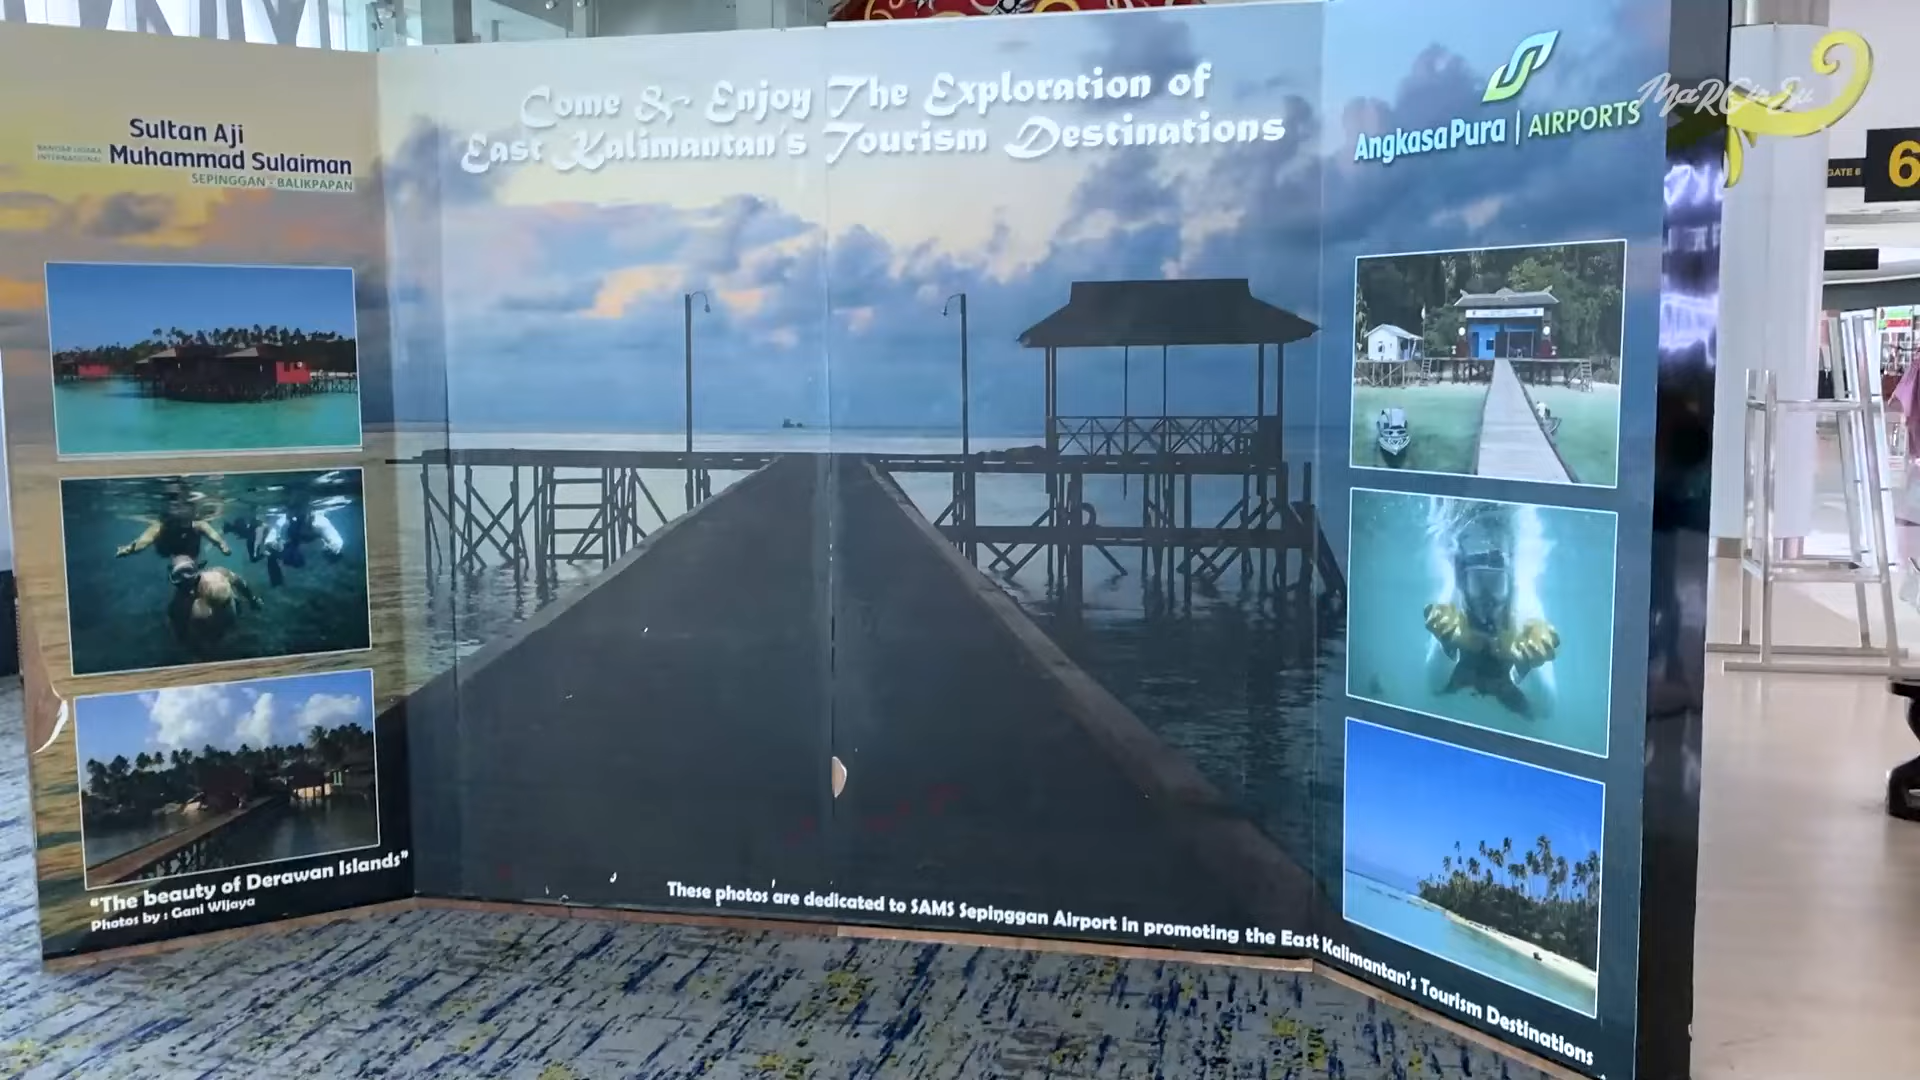 Sultan Aji
BANDAR UDARA
INTERNASIONAL
Muhammad Sulaiman
SEPINGGAN - BALIKPAPAN
Come & Enjoy The Exploration of
East Kalimantan's Tourism Destinations
AngkasaPura | AIRPORTS
GATE 6
6
"The beauty of Derawan Islands"
Photos by : Gani Wijaya
These photos are dedicated to SAMS Sepinggan Airport in promoting the East Kalimantan's Tourism Destinations